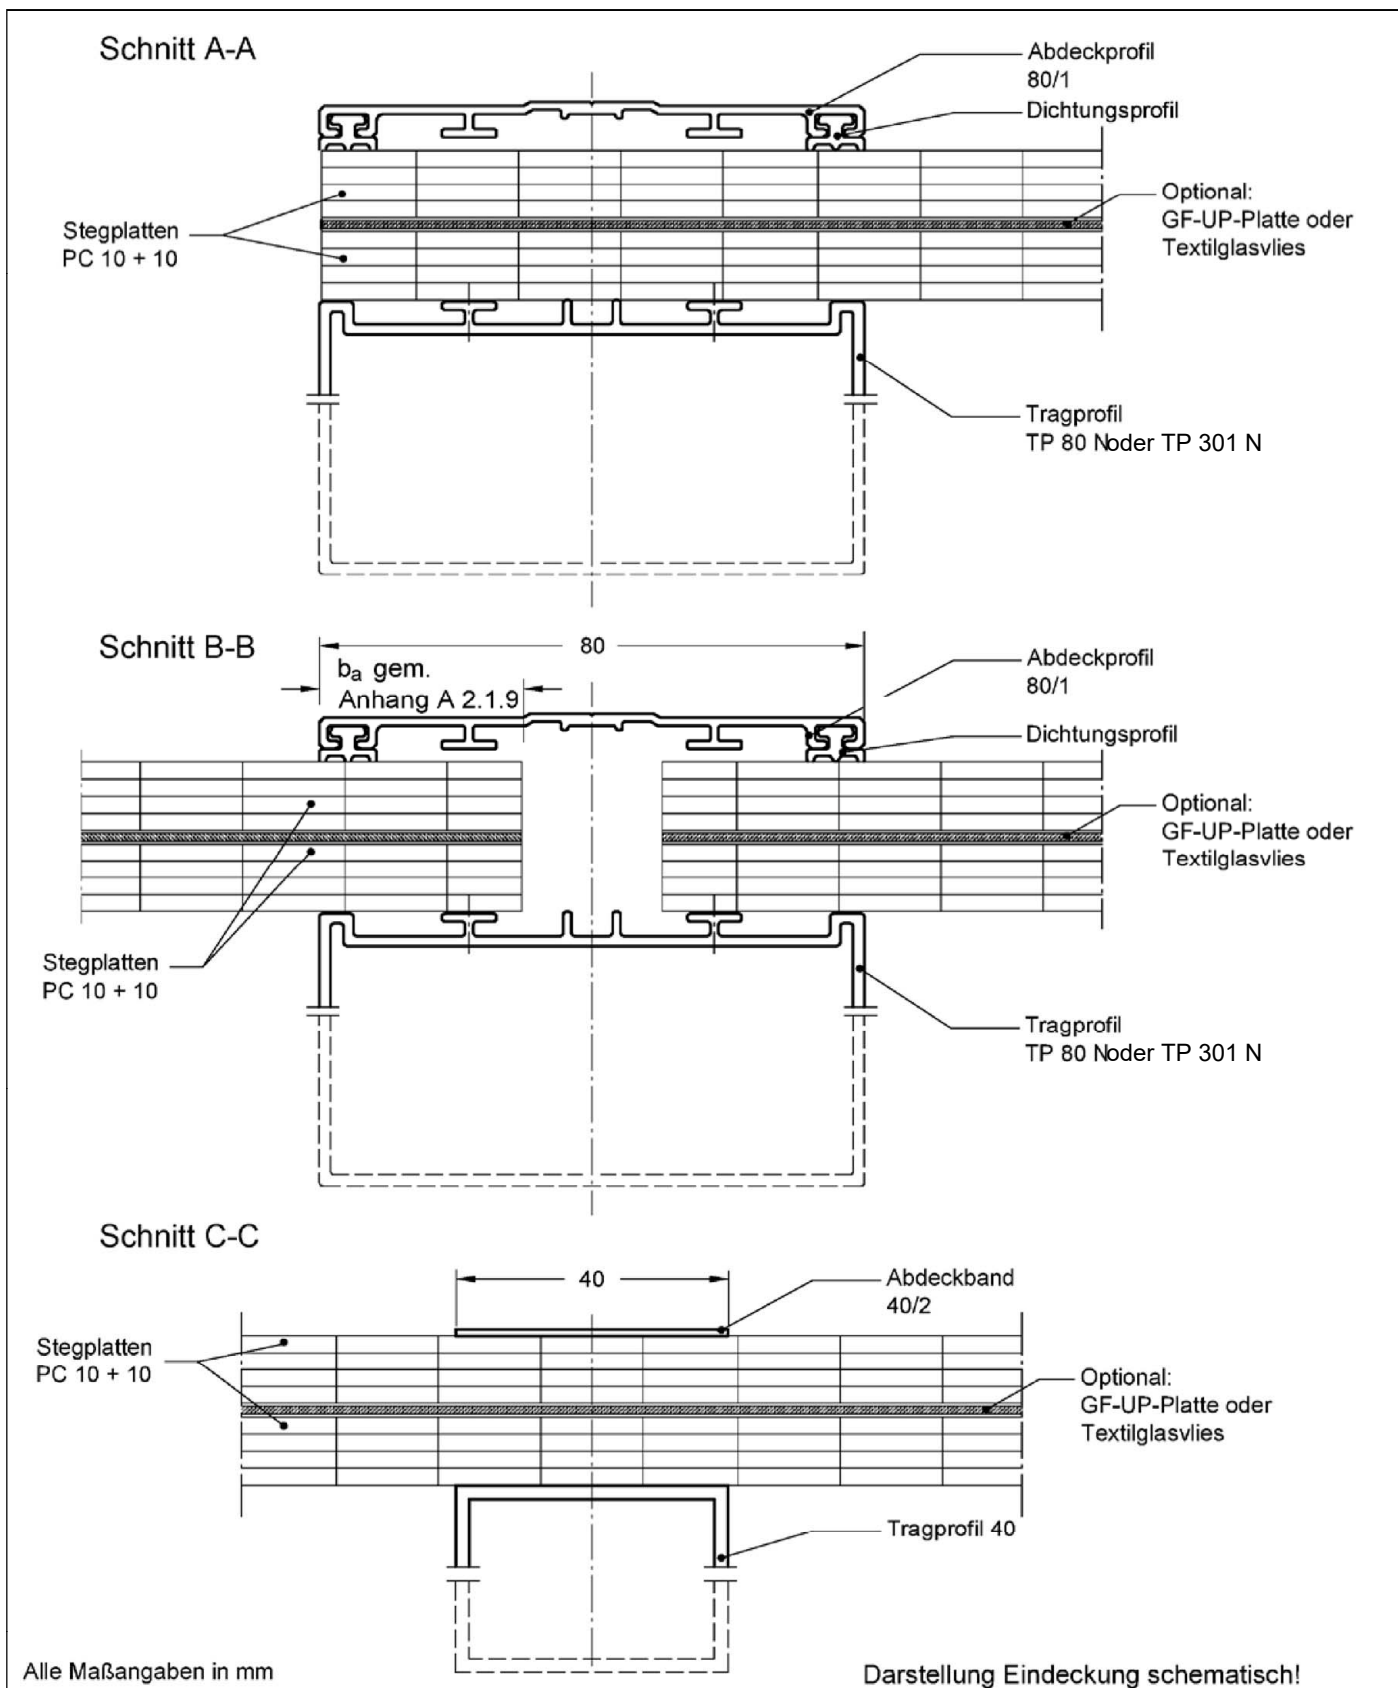 Schnitt A-A
Abdeckprofil
80/1
Dichtungsprofil
Optional:
GF-UP-Platte oder
Textilglasvlies
Stegplatten
PC 10 + 10
Tragprofil
TP 80 Noder TP 301 N
Schnitt B-B
80
ba gem.
Anhang A 2.1.9
Abdeckprofil
80/1
Dichtungsprofil
Optional:
GF-UP-Platte oder
Textilglasvlies
Stegplatten
PC 10 + 10
Tragprofil
TP 80 Noder TP 301 N
Schnitt C-C
40
Abdeckband
40/2
Stegplatten
PC 10 + 10
Optional:
GF-UP-Platte oder
Textilglasvlies
Tragprofil 40
Alle Maßangaben in mm
Darstellung Eindeckung schematisch!